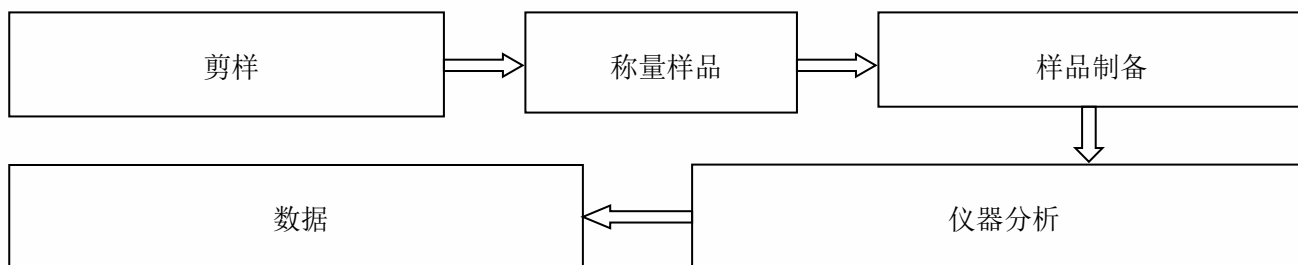 剪样
称量样品
样品制备
仪器分析
数据